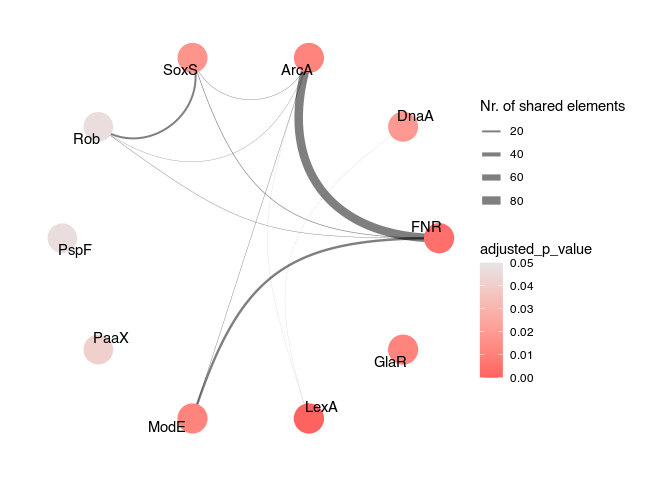 SoxS
ArcA
Rob
DnaA
PspF
FNR
PaaX
GlaR
ModE
LexA
Nr. of shared elements
20
40
60
80
adjusted_p_value
0.05
0.04
0.03
0.02
0.01
0.00